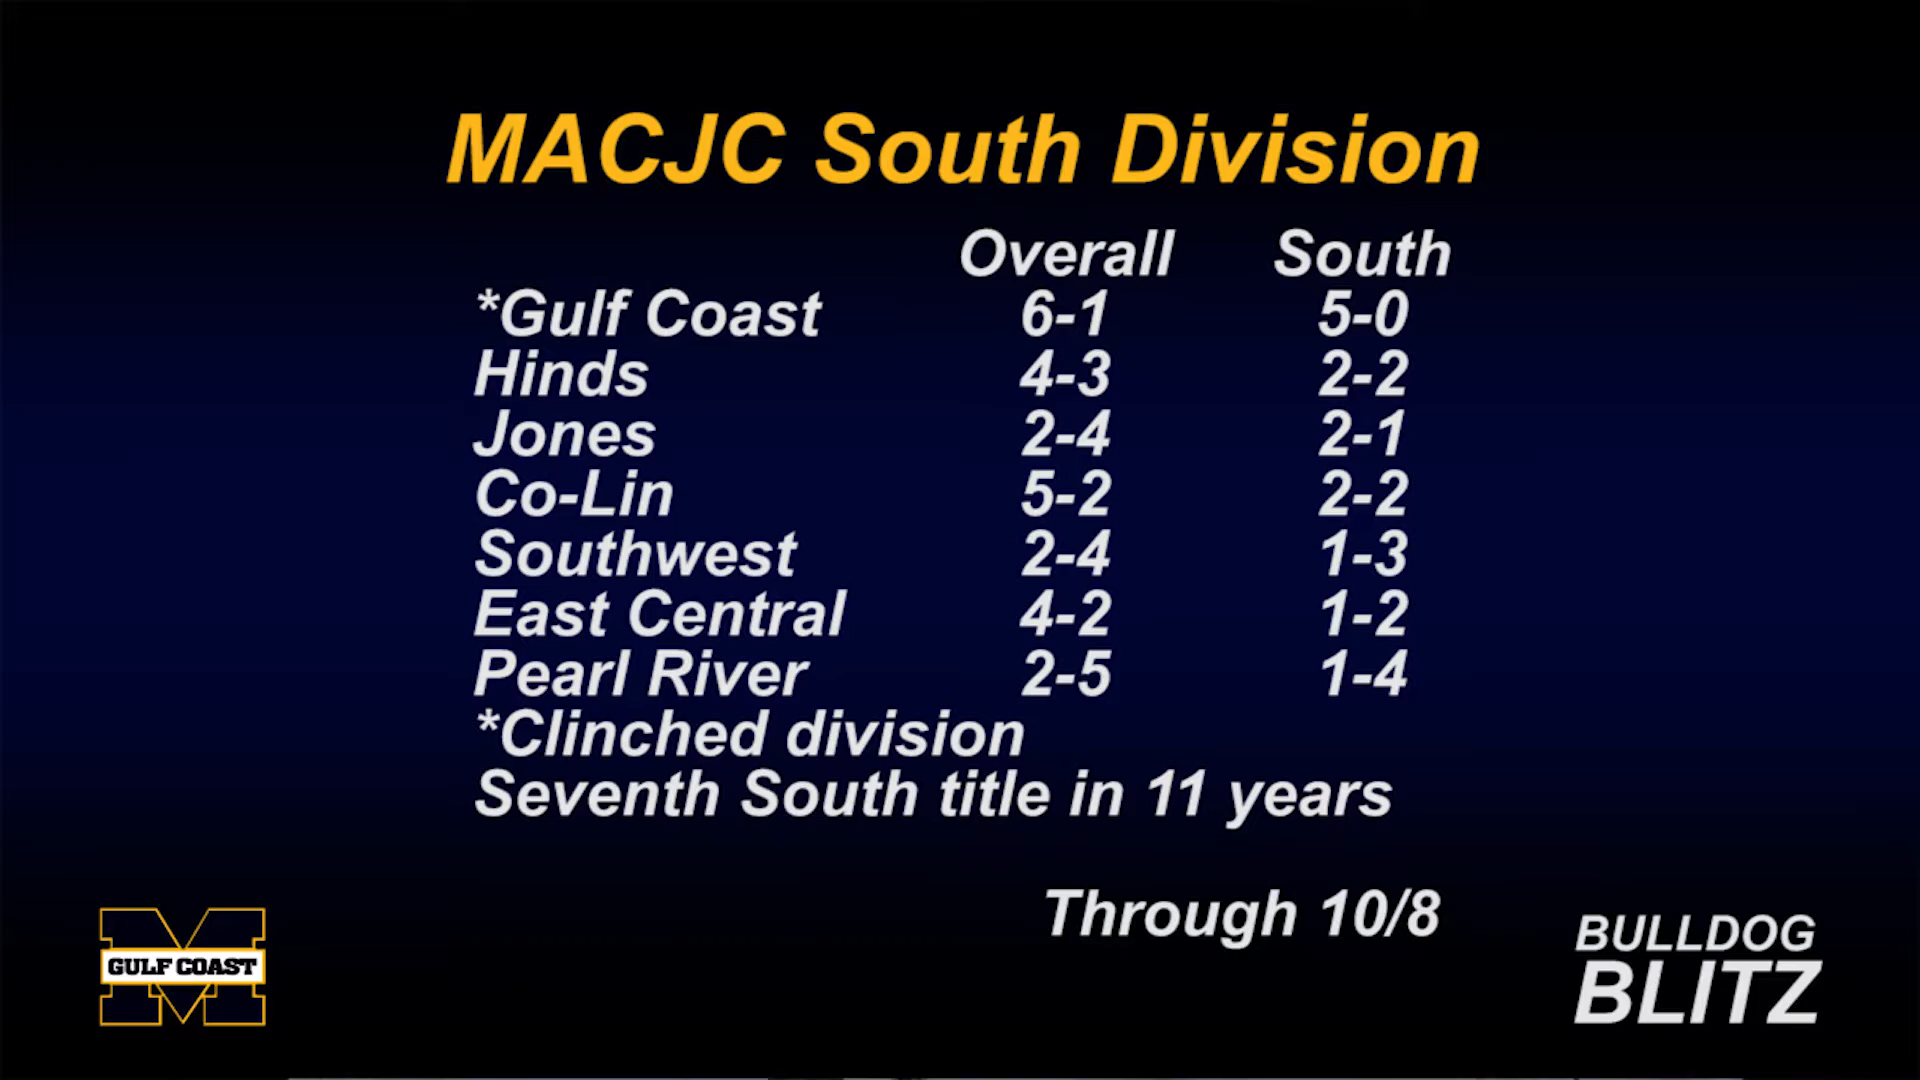 MACJC South Division
Overall South
*Gulf Coast 6-1 5-0
Hinds 4-3 2-2
Jones 2-4 2-1
Co-Lin 5-2 2-2
Southwest 2-4 1-3
East Central 4-2 1-2
Pearl River 2-5 1-4
*Clinched division
Seventh South title in 11 years
Through 10/8
M
GULF COAST
BULLDOG
BLITZ